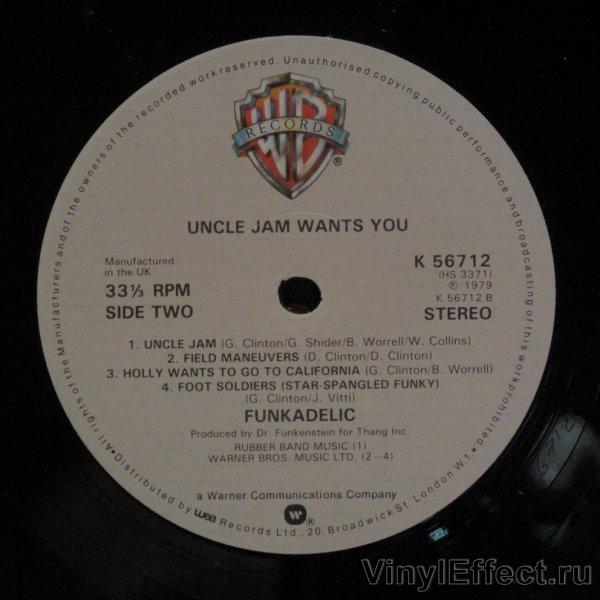 All rights of the Manufacturers and of the owners of the recorded work reserved. Unauthorised copying public performance and broadcasting of this work prohibited.
WB
RECORDS
®
UNCLE JAM WANTS YOU
Manufactured
in the UK
33⅓ RPM
SIDE TWO
K 56712
(HS 3371)
℗ 1979
K 56712 B
STEREO
1. UNCLE JAM (G. Clinton/G. Shider/B. Worrell/W. Collins)
2. FIELD MANEUVERS (D. Clinton/D. Clinton)
3. HOLLY WANTS TO GO TO CALIFORNIA (G. Clinton/B. Worrell)
4. FOOT SOLDIERS (STAR-SPANGLED FUNKY)
(G. Clinton/J. Vitti)
FUNKADELIC
Produced by Dr. Funkenstein for Thang Inc.
RUBBER BAND MUSIC (1)
WARNER BROS. MUSIC LTD. (2–4)
a Warner Communications Company
®
•Distributed by wea Records Ltd., 20, Broadwick St. London W.1.•
VinylEffect.ru